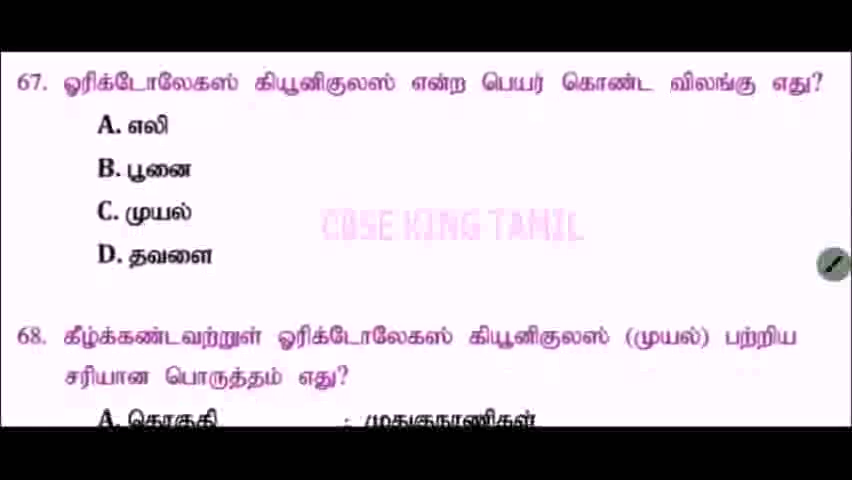 67. ஓரிக்டோலேகஸ் கியூனிகுலஸ் என்ற பெயர் கொண்ட விலங்கு எது?
A. எலி
B. பூனை
C. முயல்
CBSE KING TAMIL
D. தவளை
68. கீழ்க்கண்டவற்றுள் ஓரிக்டோலேகஸ் கியூனிகுலஸ் (முயல்) பற்றிய
சரியான பொருத்தம் எது?
A. தொகுதி : முதுகுநாணிகள்